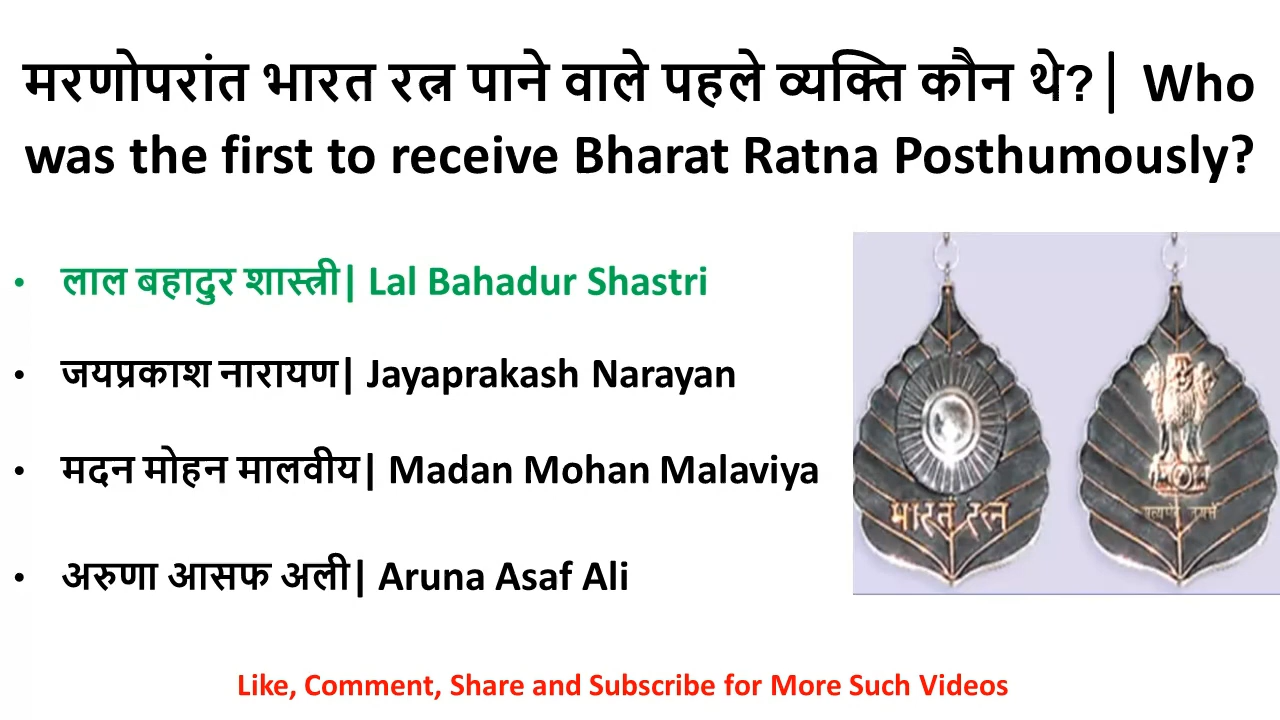 मरणोपरांत भारत रत्न पाने वाले पहले व्यक्ति कौन थे?| Who
was the first to receive Bharat Ratna Posthumously?
• लाल बहादुर शास्त्री| Lal Bahadur Shastri
• जयप्रकाश नारायण| Jayaprakash Narayan
• मदन मोहन मालवीय| Madan Mohan Malaviya
• अरुणा आसफ अली| Aruna Asaf Ali
भारत रत्न
Like, Comment, Share and Subscribe for More Such Videos